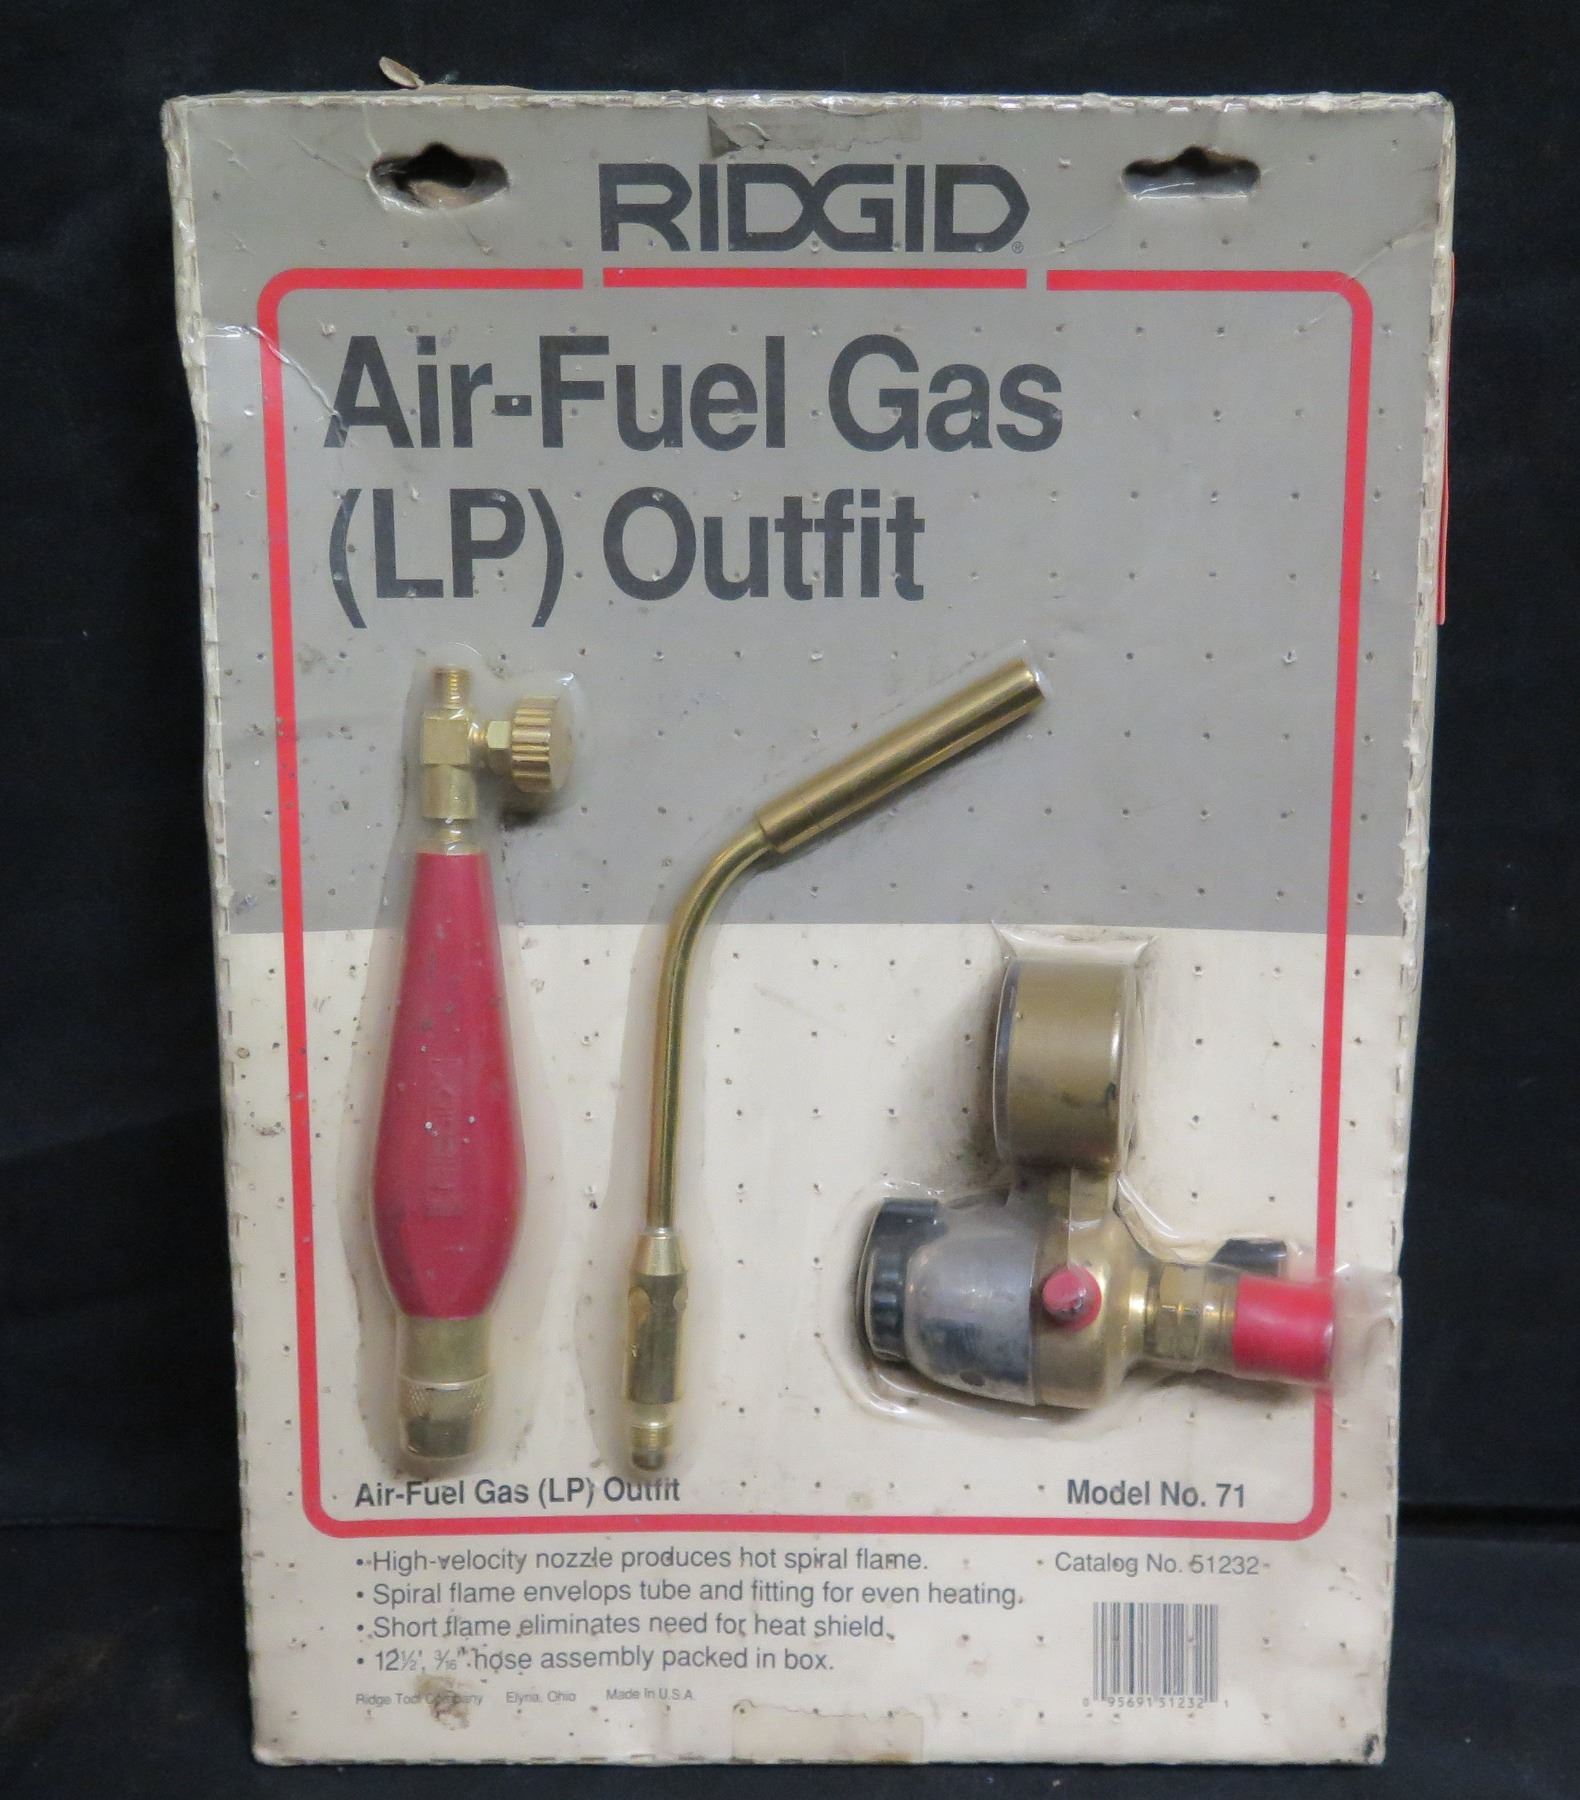 RIDGID®
Air-Fuel Gas
(LP) Outfit
RIDGID
Air-Fuel Gas (LP) Outfit
Model No. 71
• High-velocity nozzle produces hot spiral flame.
• Spiral flame envelops tube and fitting for even heating.
• Short flame eliminates need for heat shield.
• 12½', 3/16" hose assembly packed in box.
Catalog No. 51232
Ridge Tool Company Elyria, Ohio Made In U.S.A.
0 95691 51232 1